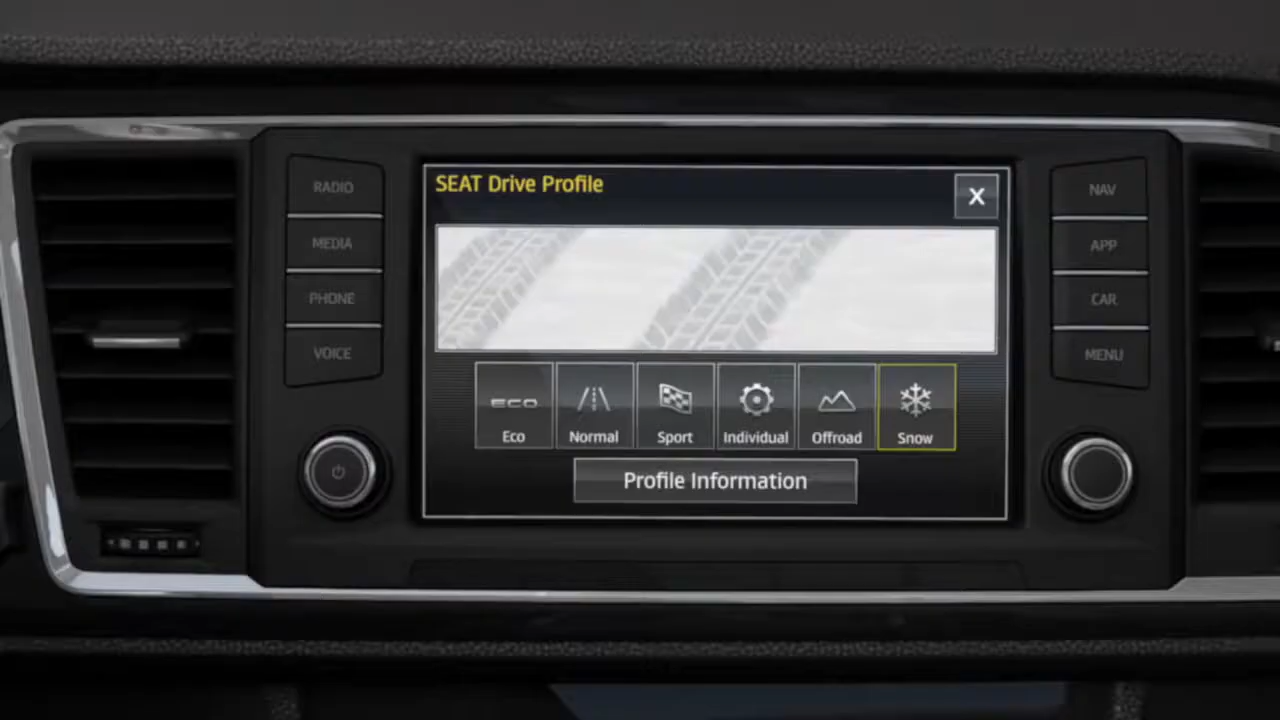 SEAT Drive Profile
X
RADIO
MEDIA
PHONE
VOICE
NAV
APP
CAR
MENU
ECO
Eco
Normal
Sport
Individual
Offroad
Snow
Profile Information